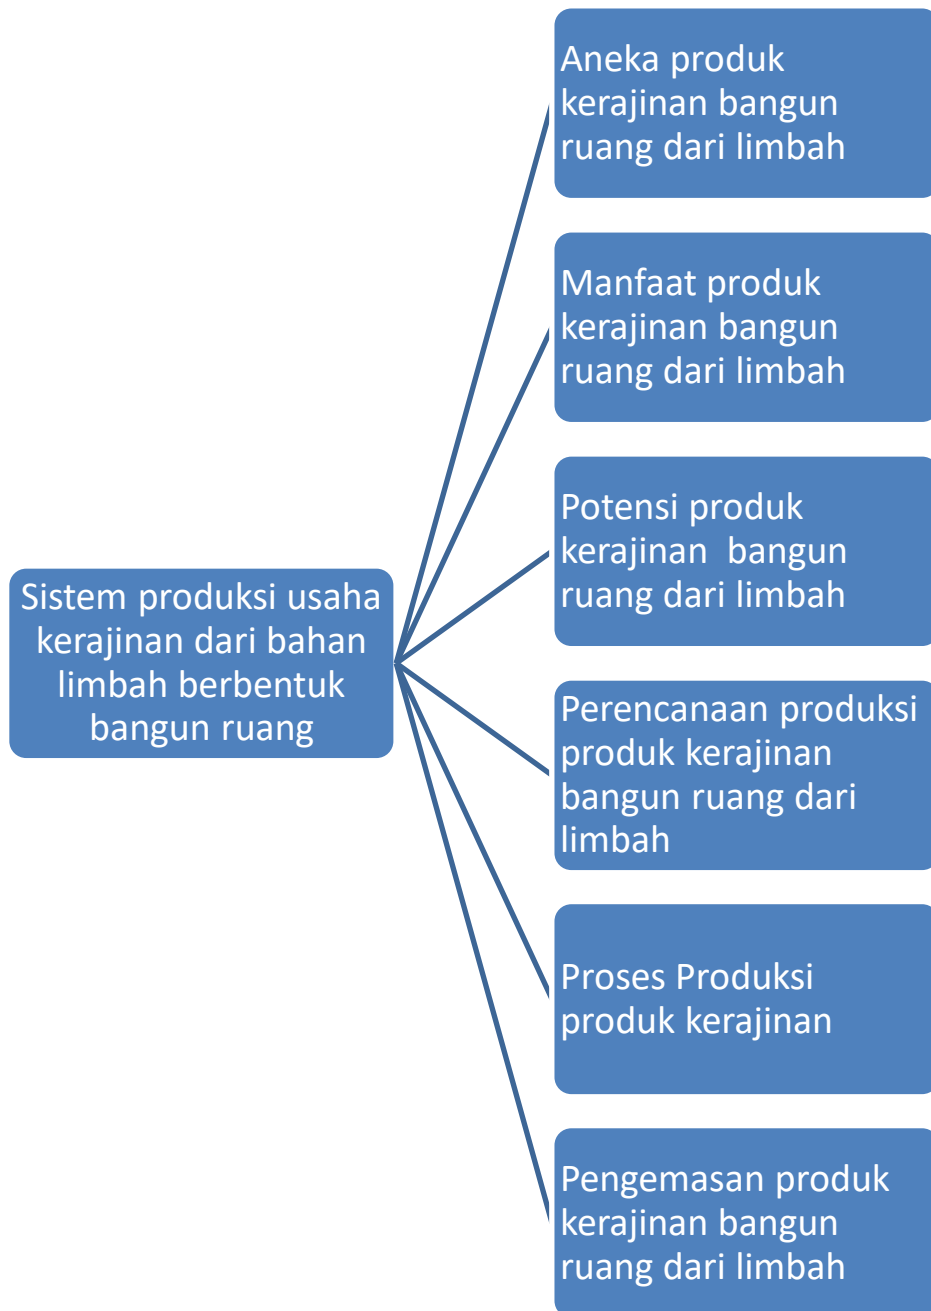 Aneka produk
kerajinan bangun
ruang dari limbah
Manfaat produk
kerajinan bangun
ruang dari limbah
Potensi produk
kerajinan  bangun
ruang dari limbah
Sistem produksi usaha
kerajinan dari bahan
limbah berbentuk
bangun ruang
Perencanaan produksi
produk kerajinan
bangun ruang dari
limbah
Proses Produksi
produk kerajinan
Pengemasan produk
kerajinan bangun
ruang dari limbah